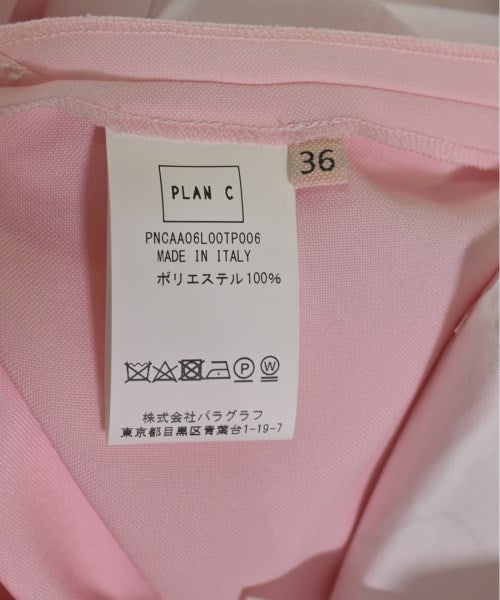 36
PLAN C
PNCAA06L00TP006
MADE IN ITALY
ポリエステル100%
P W
株式会社パラグラフ
東京都目黒区青葉台1-19-7